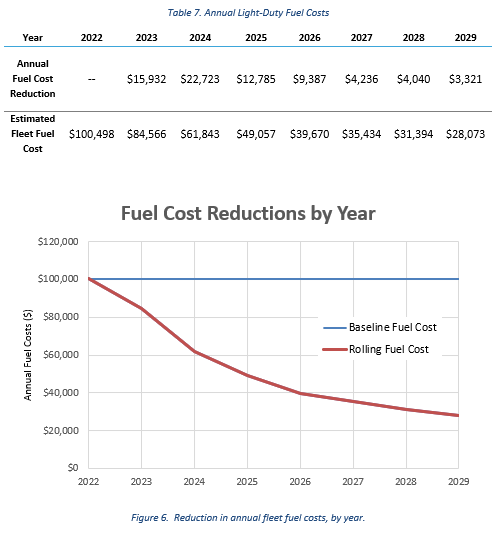 Table 7. Annual Light-Duty Fuel Costs
Year 2022 2023 2024 2025 2026 2027 2028 2029
Annual
Fuel Cost -- $15,932 $22,723 $12,785 $9,387 $4,236 $4,040 $3,321
Reduction
Estimated
Fleet Fuel $100,498 $84,566 $61,843 $49,057 $39,670 $35,434 $31,394 $28,073
Cost
Fuel Cost Reductions by Year
Annual Fuel Costs ($)
$120,000
$100,000
$80,000
$60,000
$40,000
$20,000
$0
Baseline Fuel Cost
Rolling Fuel Cost
2022 2023 2024 2025 2026 2027 2028 2029
Figure 6. Reduction in annual fleet fuel costs, by year.